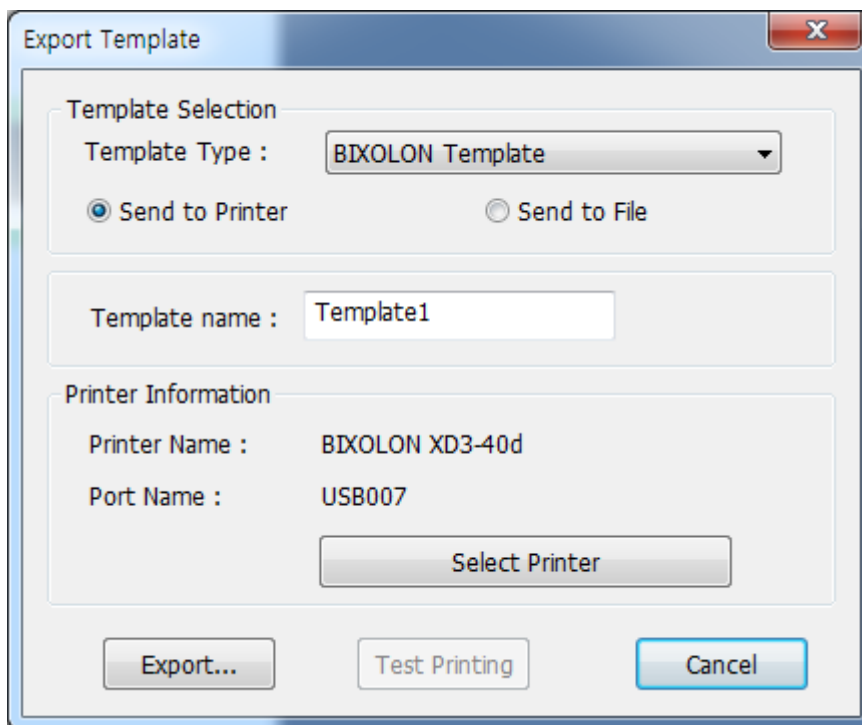 Export Template
Template Selection
Template Type : BIXOLON Template
Send to Printer Send to File
Template name : Template1
Printer Information
Printer Name : BIXOLON XD3-40d
Port Name : USB007
Select Printer
Export... Test Printing Cancel